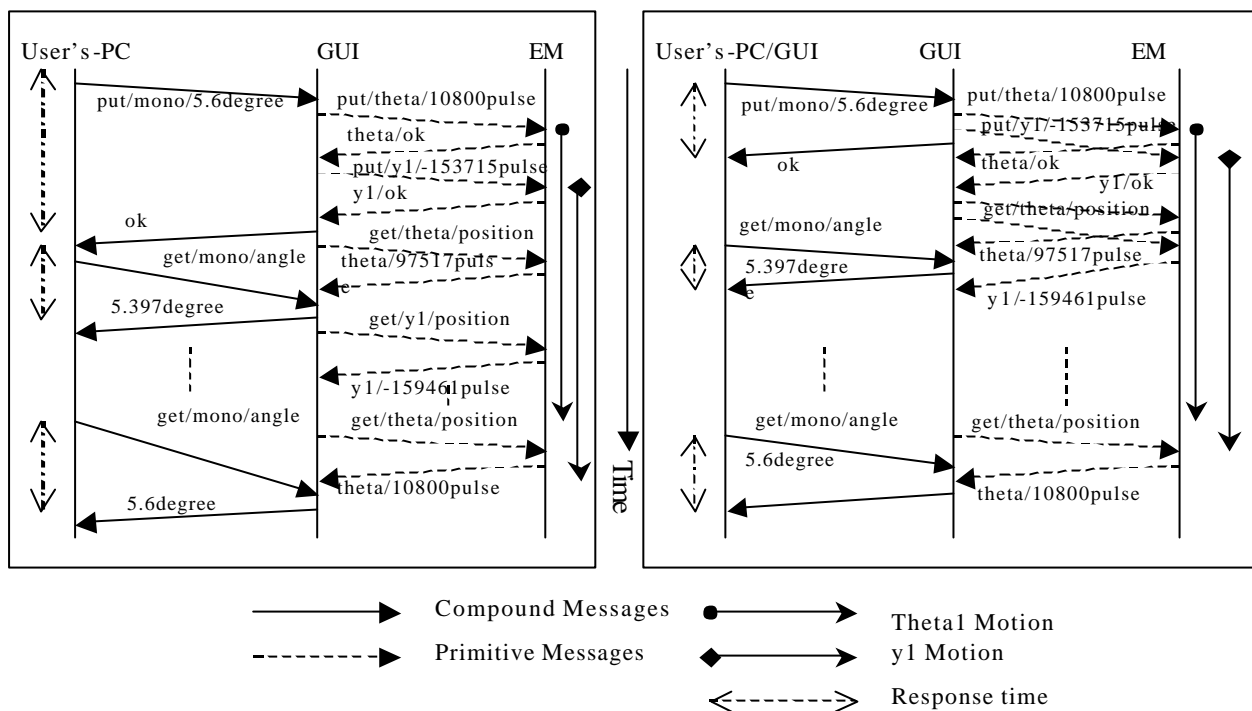 User's-PC
GUI
EM
put/mono/5.6degree
put/theta/10800pulse
theta/ok
put/y1/-153715pulse
y1/ok
ok
get/theta/position
get/mono/angle
theta/97517puls
e
5.397degree
get/y1/position
y1/-159461pulse
get/mono/angle
get/theta/position
theta/10800pulse
5.6degree
Time
User's-PC/GUI
GUI
EM
put/mono/5.6degree
put/theta/10800pulse
put/y1/-153715pulse
ok
theta/ok
y1/ok
get/theta/position
get/mono/angle
theta/97517pulse
5.397degre
e
y1/-159461pulse
get/mono/angle
get/theta/position
5.6degree
theta/10800pulse
Compound Messages
Theta1 Motion
Primitive Messages
y1 Motion
Response time